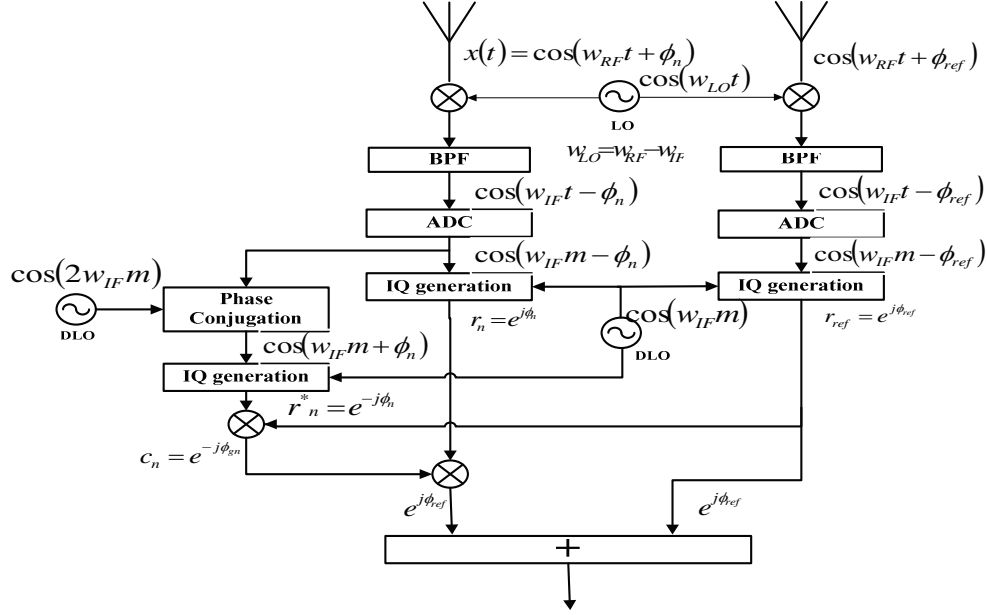 x(t) = cos(w_RF t + ϕ_n)
cos(w_RF t + ϕ_ref)
cos(w_LO t)
LO
BPF
w_LO = w_RF − w_IF
BPF
cos(w_IF t − ϕ_n)
cos(w_IF t − ϕ_ref)
ADC
ADC
cos(w_IF m − ϕ_n)
cos(w_IF m − ϕ_ref)
cos(2w_IF m)
IQ generation
IQ generation
Phase
Conjugation
r_n = e^{jϕ_n}
cos(w_IF m)
r_ref = e^{jϕ_ref}
DLO
DLO
cos(w_IF m + ϕ_n)
IQ generation
r*_n = e^{-jϕ_n}
c_n = e^{-jϕ_gn}
e^{jϕ_ref}
e^{jϕ_ref}
+